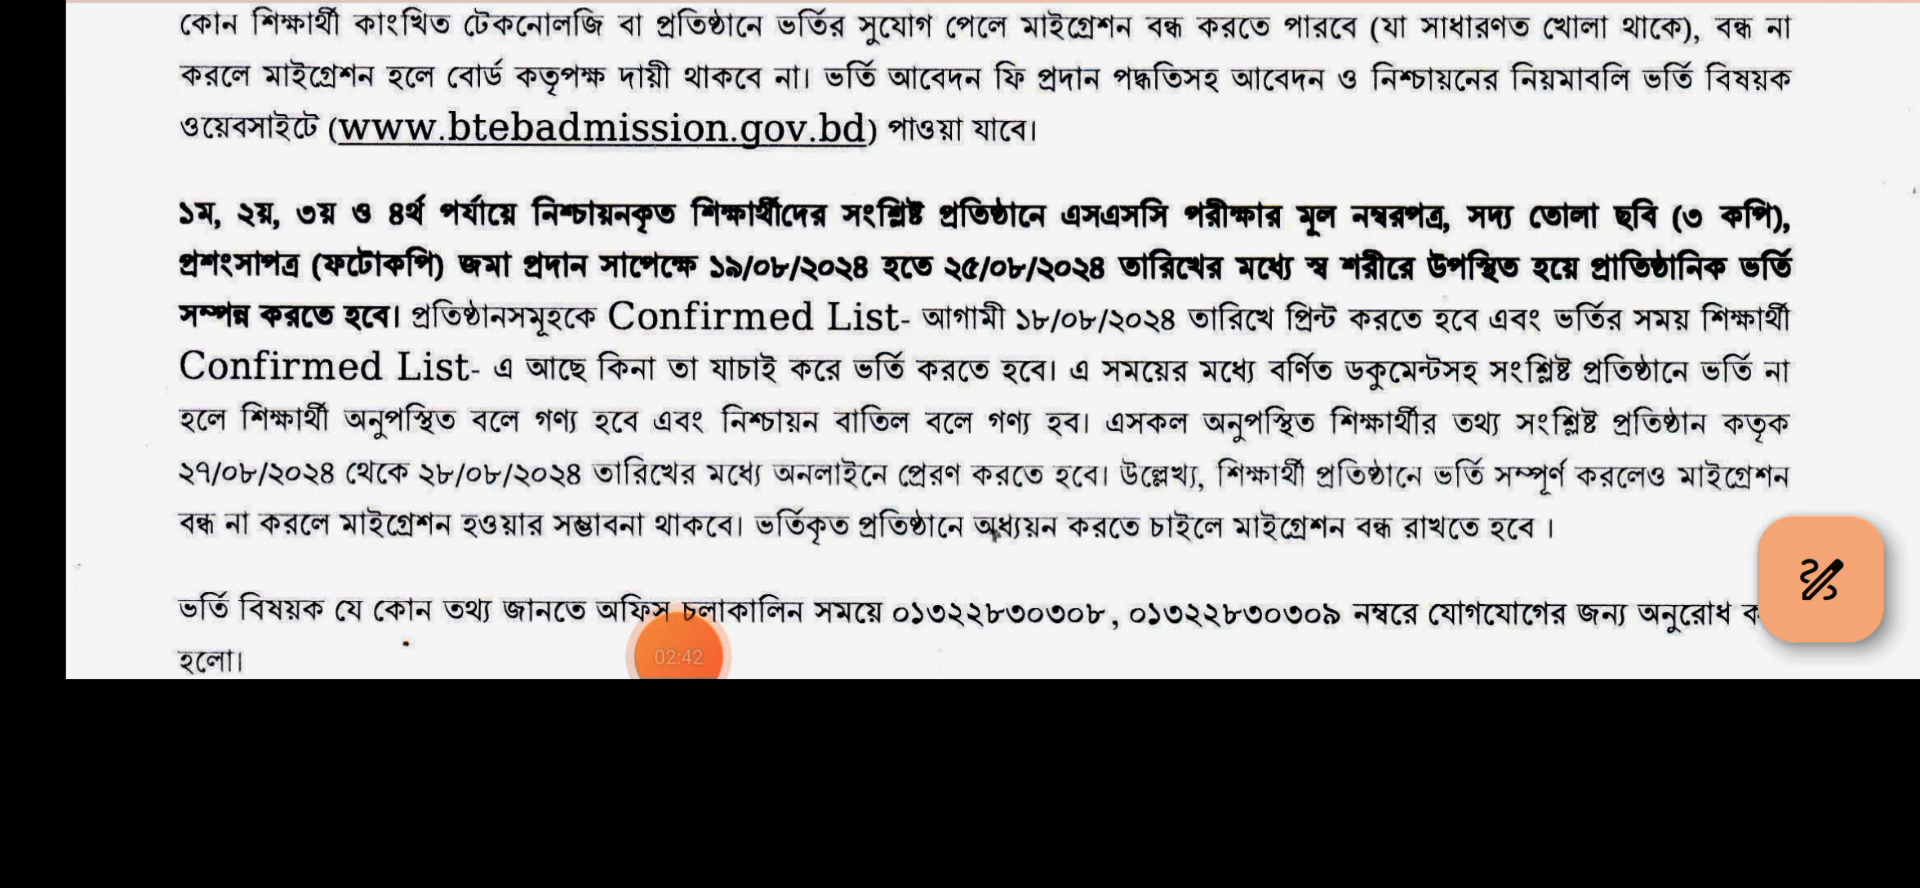 কোন শিক্ষার্থী কাংখিত টেকনোলজি বা প্রতিষ্ঠানে ভর্তির সুযোগ পেলে মাইগ্রেশন বন্ধ করতে পারবে (যা সাধারণত খোলা থাকে), বন্ধ না
করলে মাইগ্রেশন হলে বোর্ড কতৃপক্ষ দায়ী থাকবে না। ভর্তি আবেদন ফি প্রদান পদ্ধতিসহ আবেদন ও নিশ্চায়নের নিয়মাবলি ভর্তি বিষয়ক
ওয়েবসাইটে (www.btebadmission.gov.bd) পাওয়া যাবে।
১ম, ২য়, ৩য় ও ৪র্থ পর্যায়ে নিশ্চায়নকৃত শিক্ষার্থীদের সংশ্লিষ্ট প্রতিষ্ঠানে এসএসসি পরীক্ষার মূল নম্বরপত্র, সদ্য তোলা ছবি (৩ কপি),
প্রশংসাপত্র (ফটোকপি) জমা প্রদান সাপেক্ষে ১৯/০৮/২০২৪ হতে ২৫/০৮/২০২৪ তারিখের মধ্যে স্ব শরীরে উপস্থিত হয়ে প্রাতিষ্ঠানিক ভর্তি
সম্পন্ন করতে হবে। প্রতিষ্ঠানসমূহকে Confirmed List- আগামী ১৮/০৮/২০২৪ তারিখে প্রিন্ট করতে হবে এবং ভর্তির সময় শিক্ষার্থী
Confirmed List- এ আছে কিনা তা যাচাই করে ভর্তি করতে হবে। এ সময়ের মধ্যে বর্ণিত ডকুমেন্টসহ সংশ্লিষ্ট প্রতিষ্ঠানে ভর্তি না
হলে শিক্ষার্থী অনুপস্থিত বলে গণ্য হবে এবং নিশ্চায়ন বাতিল বলে গণ্য হব। এসকল অনুপস্থিত শিক্ষার্থীর তথ্য সংশ্লিষ্ট প্রতিষ্ঠান কতৃক
২৭/০৮/২০২৪ থেকে ২৮/০৮/২০২৪ তারিখের মধ্যে অনলাইনে প্রেরণ করতে হবে। উল্লেখ্য, শিক্ষার্থী প্রতিষ্ঠানে ভর্তি সম্পূর্ণ করলেও মাইগ্রেশন
বন্ধ না করলে মাইগ্রেশন হওয়ার সম্ভাবনা থাকবে। ভর্তিকৃত প্রতিষ্ঠানে অধ্যয়ন করতে চাইলে মাইগ্রেশন বন্ধ রাখতে হবে ।
ভর্তি বিষয়ক যে কোন তথ্য জানতে অফিস চলাকালিন সময়ে ০১৩২২৮৩০৩০৮, ০১৩২২৮৩০৩০৯ নম্বরে যোগযোগের জন্য অনুরোধ
হলো।
02:42